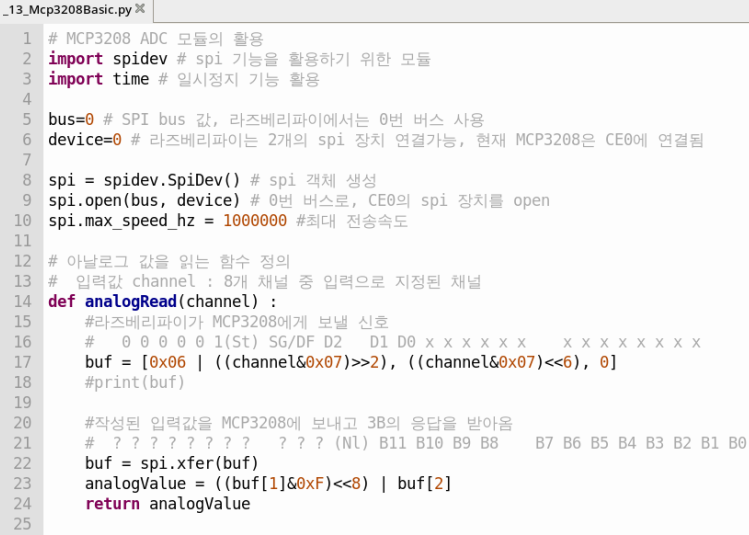 _13_Mcp3208Basic.py
1 # MCP3208 ADC 모듈의 활용
2 import spidev # spi 기능을 활용하기 위한 모듈
3 import time # 일시정지 기능 활용
4
5 bus=0 # SPI bus 값, 라즈베리파이에서는 0번 버스 사용
6 device=0 # 라즈베리파이는 2개의 spi 장치 연결가능, 현재 MCP3208은 CE0에 연결됨
7
8 spi = spidev.SpiDev() # spi 객체 생성
9 spi.open(bus, device) # 0번 버스로, CE0의 spi 장치를 open
10 spi.max_speed_hz = 1000000 #최대 전송속도
11
12 # 아날로그 값을 읽는 함수 정의
13 #  입력값 channel : 8개 채널 중 입력으로 지정된 채널
14 def analogRead(channel) :
15     #라즈베리파이가 MCP3208에게 보낼 신호
16     #   0 0 0 0 0 1(St) SG/DF D2   D1 D0 x x x x x x    x x x x x x x x
17     buf = [0x06 | ((channel&0x07)>>2), ((channel&0x07)<<6), 0]
18     #print(buf)
19
20     #작성된 입력값을 MCP3208에 보내고 3B의 응답을 받아옴
21     #  ? ? ? ? ? ? ? ?   ? ? ? (Nl) B11 B10 B9 B8    B7 B6 B5 B4 B3 B2 B1 B0
22     buf = spi.xfer(buf)
23     analogValue = ((buf[1]&0xF)<<8) | buf[2]
24     return analogValue
25